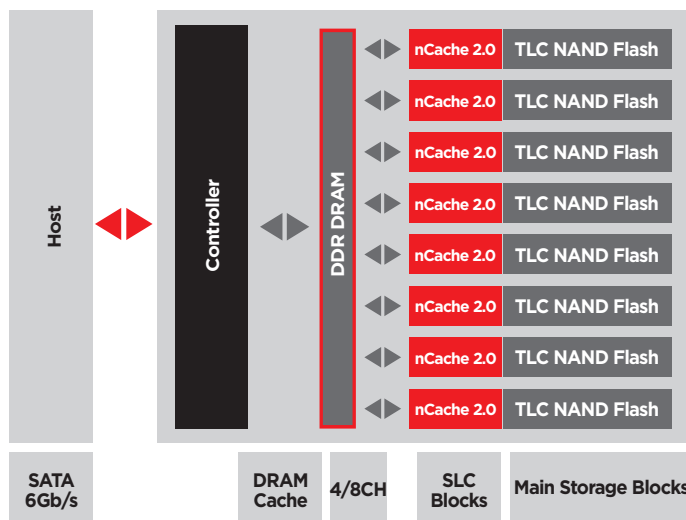 Host
Controller
DDR DRAM
nCache 2.0 TLC NAND Flash
nCache 2.0 TLC NAND Flash
nCache 2.0 TLC NAND Flash
nCache 2.0 TLC NAND Flash
nCache 2.0 TLC NAND Flash
nCache 2.0 TLC NAND Flash
nCache 2.0 TLC NAND Flash
nCache 2.0 TLC NAND Flash
SATA
6Gb/s
DRAM
Cache
4/8CH
SLC
Blocks
Main Storage Blocks